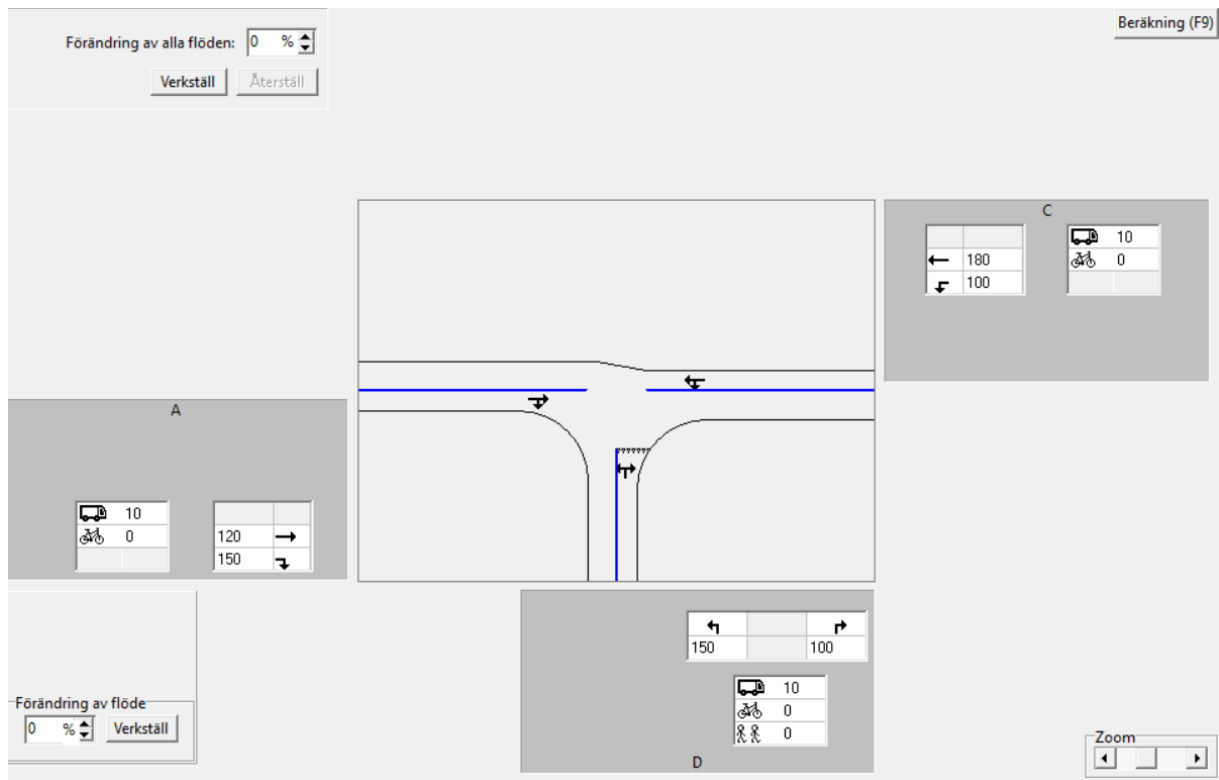 Beräkning (F9)
Förändring av alla flöden: 0 %
Verkställ Återställ
C
10
180 0
100
A
10
0 120
150
150 100
10
0
0
D
Förändring av flöde
0 % Verkställ
Zoom